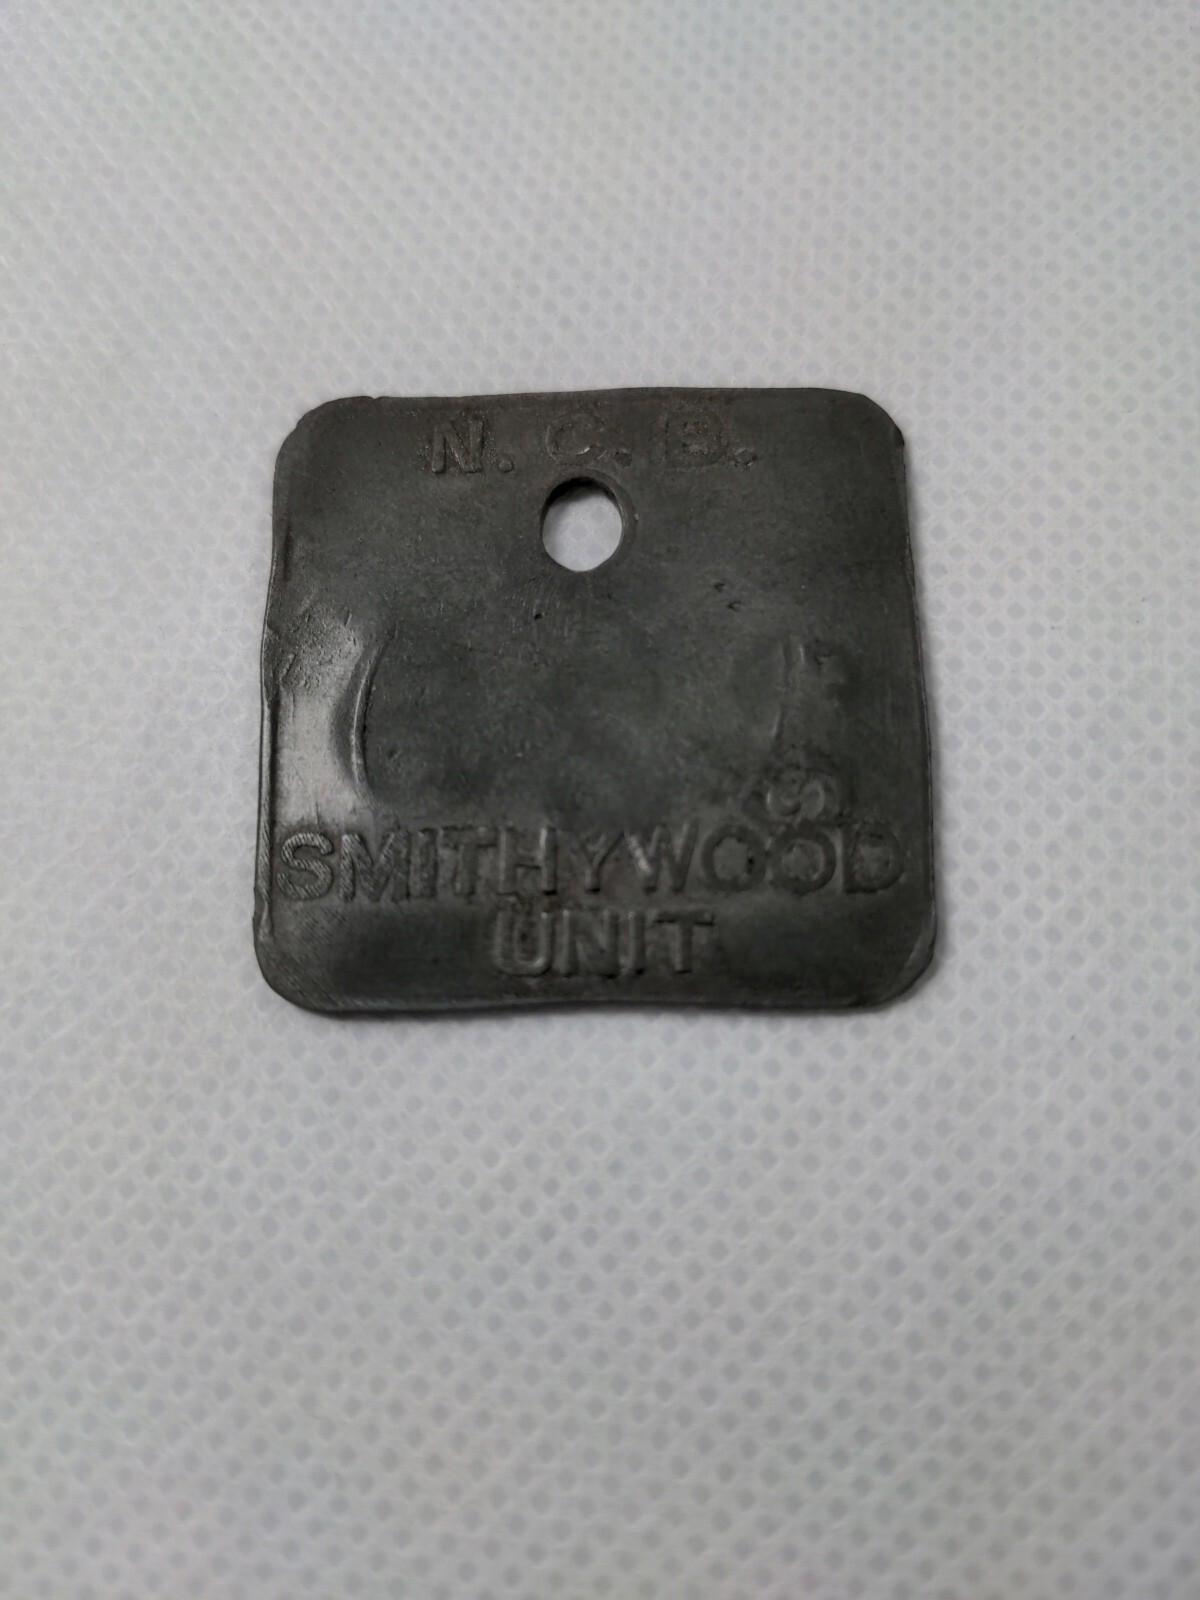 N. C. B.
SMITHYWOOD
UNIT